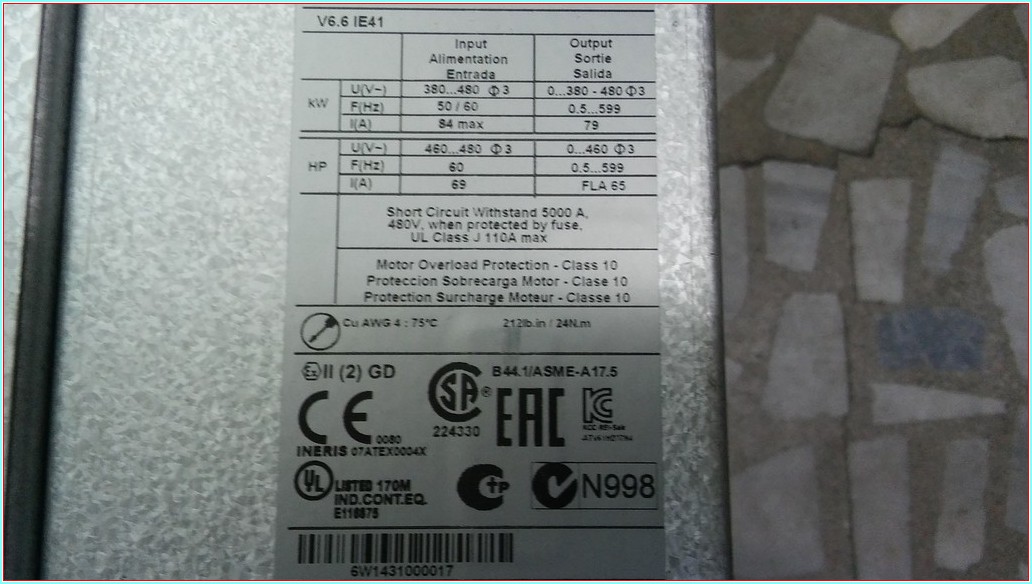 V6.6 IE41
Input Output
Alimentation Sortie
Entrada Salida
kW U(V~) 380...480 Φ3 0...380 - 480 Φ3
F(Hz) 50 / 60 0.5...599
I(A) 84 max 79
HP U(V~) 460...480 Φ3 0...460 Φ3
F(Hz) 60 0.5...599
I(A) 69 FLA 65
Short Circuit Withstand 5000 A,
480V, when protected by fuse,
UL Class J 110A max
Motor Overload Protection - Class 10
Proteccion Sobrecarga Motor - Clase 10
Protection Surcharge Moteur - Classe 10
Cu AWG 4 : 75°C 212lb.in / 24N.m
Ex II (2) GD
CE 0080
INERIS 07ATEX0004X
SA ®
224330
B44.1/ASME-A17.5
EAC
KC
UL LISTED 170M
IND.CONT.EQ.
E116875
N998
6W1431000017